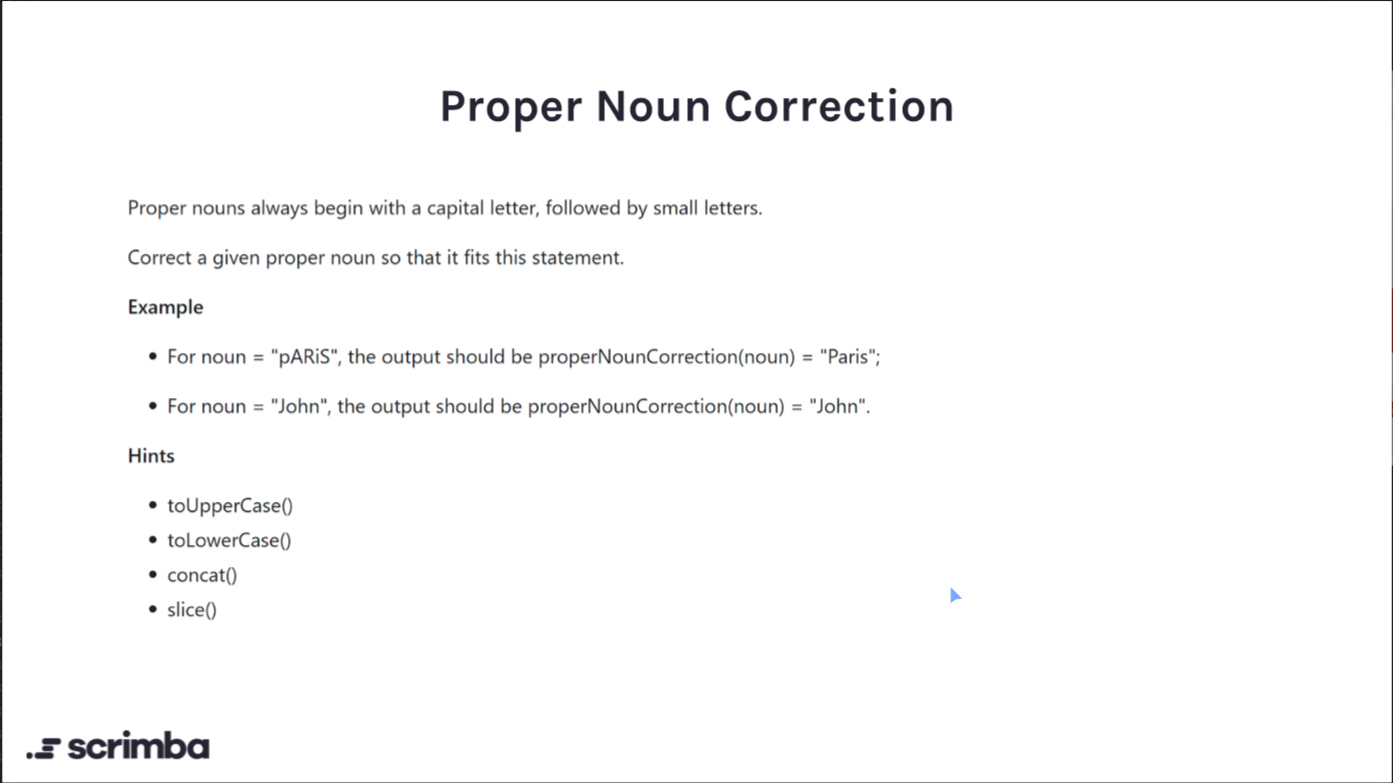 Proper Noun Correction
Proper nouns always begin with a capital letter, followed by small letters.
Correct a given proper noun so that it fits this statement.
Example
• For noun = "pARiS", the output should be properNounCorrection(noun) = "Paris";
• For noun = "John", the output should be properNounCorrection(noun) = "John".
Hints
• toUpperCase()
• toLowerCase()
• concat()
• slice()
scrimba